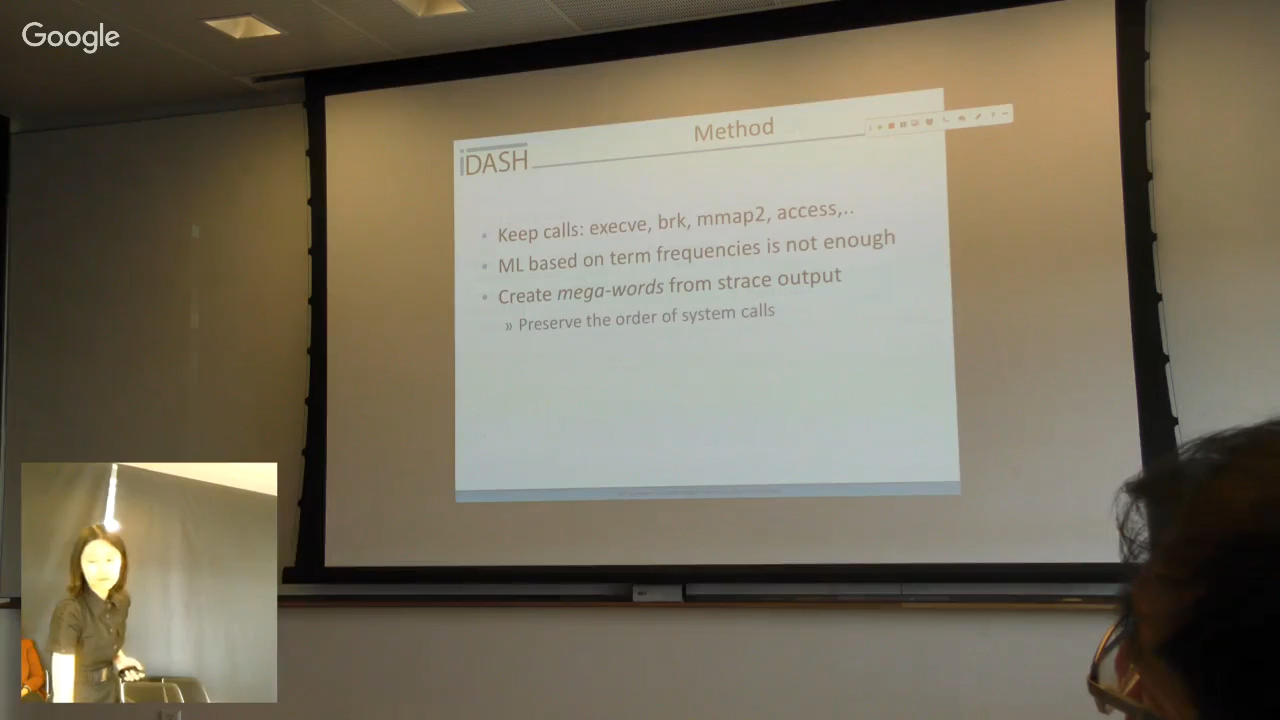 Google
Method
iDASH
• Keep calls: execve, brk, mmap2, access,..
• ML based on term frequencies is not enough
• Create mega-words from strace output
» Preserve the order of system calls